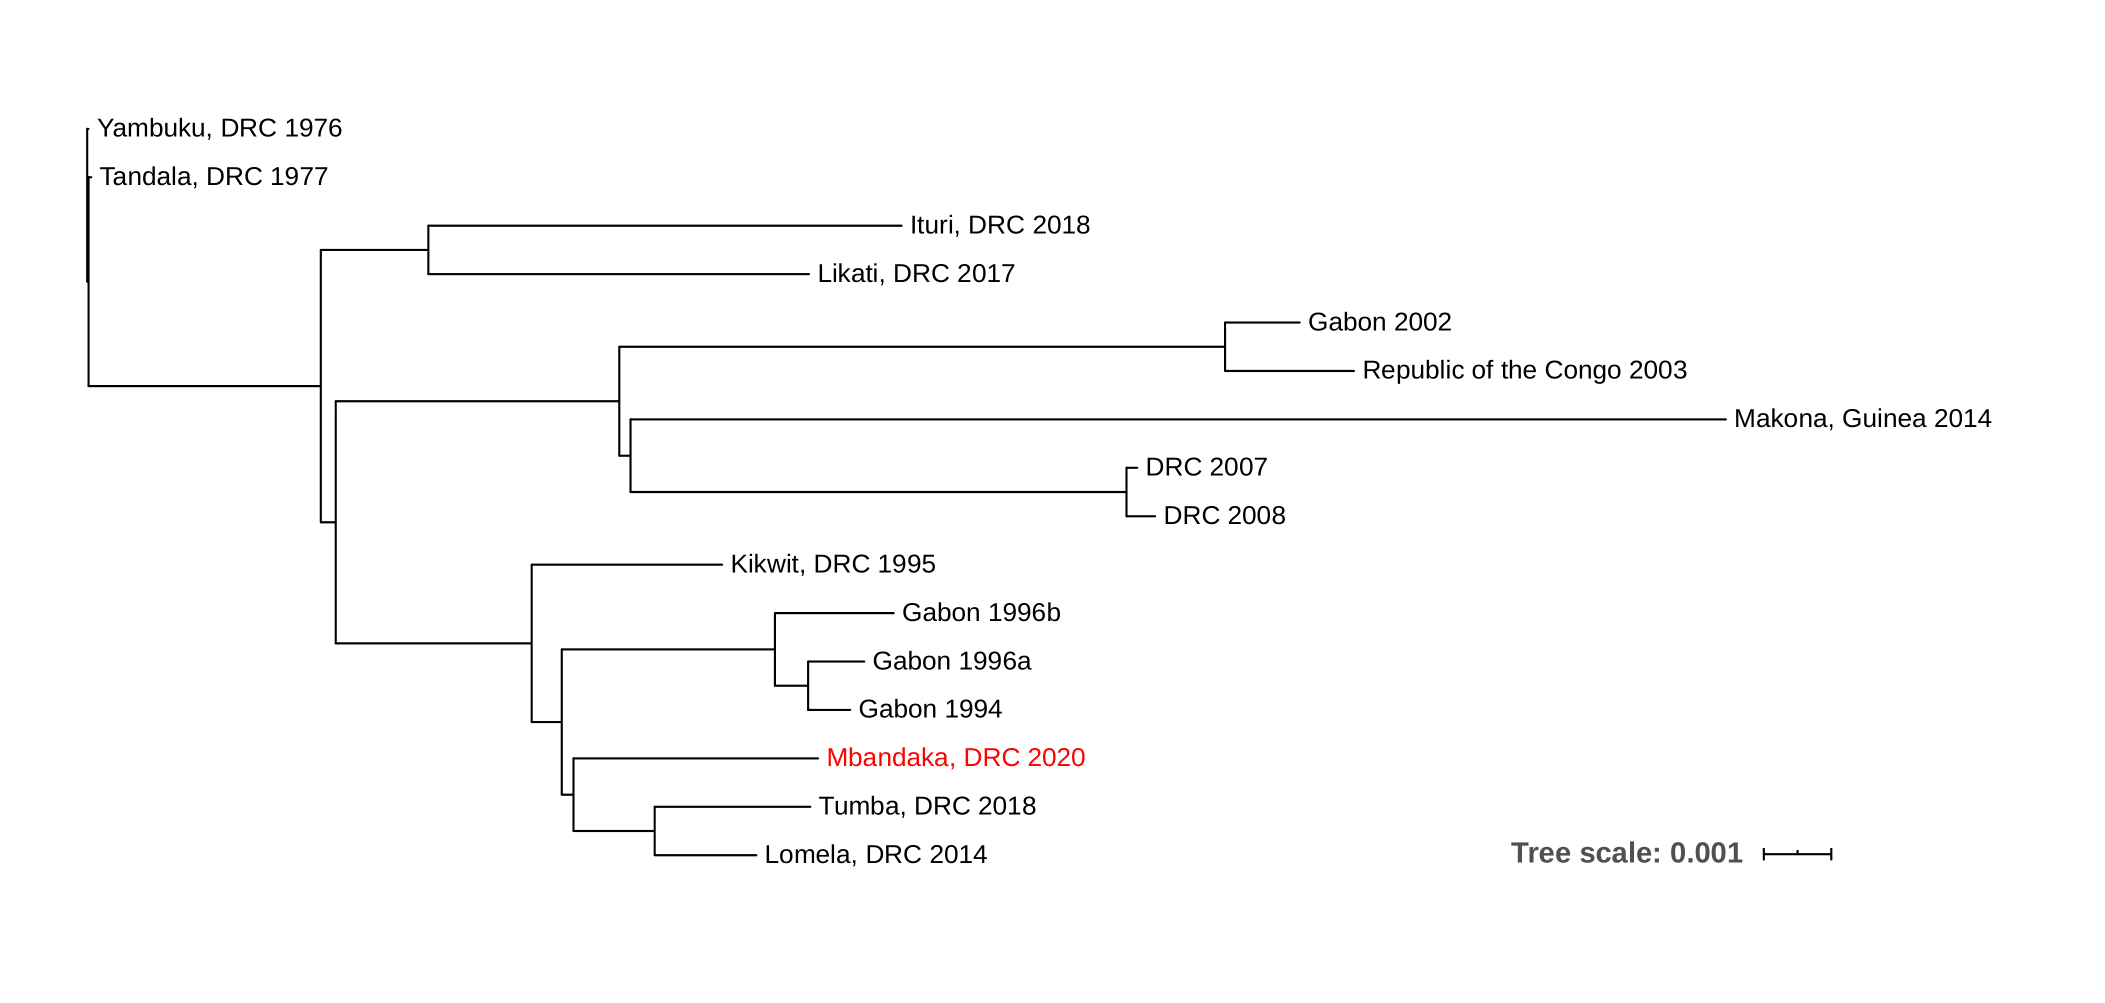 Yambuku, DRC 1976
Tandala, DRC 1977
Ituri, DRC 2018
Likati, DRC 2017
Gabon 2002
Republic of the Congo 2003
Makona, Guinea 2014
DRC 2007
DRC 2008
Kikwit, DRC 1995
Gabon 1996b
Gabon 1996a
Gabon 1994
Mbandaka, DRC 2020
Tumba, DRC 2018
Lomela, DRC 2014
Tree scale: 0.001